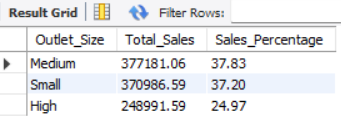 Result Grid Filter Rows:
Outlet_Size Total_Sales Sales_Percentage
Medium 377181.06 37.83
Small 370986.59 37.20
High 248991.59 24.97